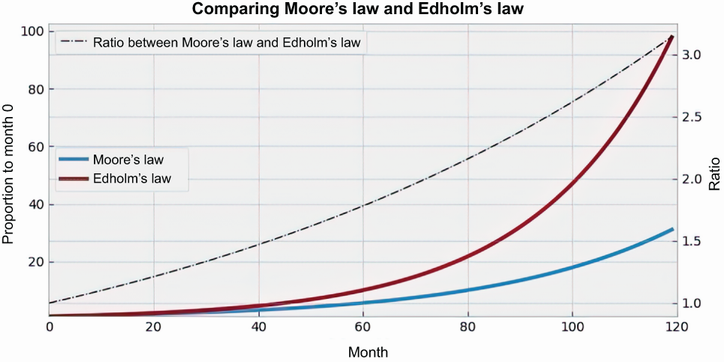 Comparing Moore's law and Edholm's law
Ratio between Moore's law and Edholm's law
Moore's law
Edholm's law
Proportion to month 0
100
80
60
40
20
3.0
2.5
2.0
1.5
1.0
Ratio
0 20 40 60 80 100 120
Month